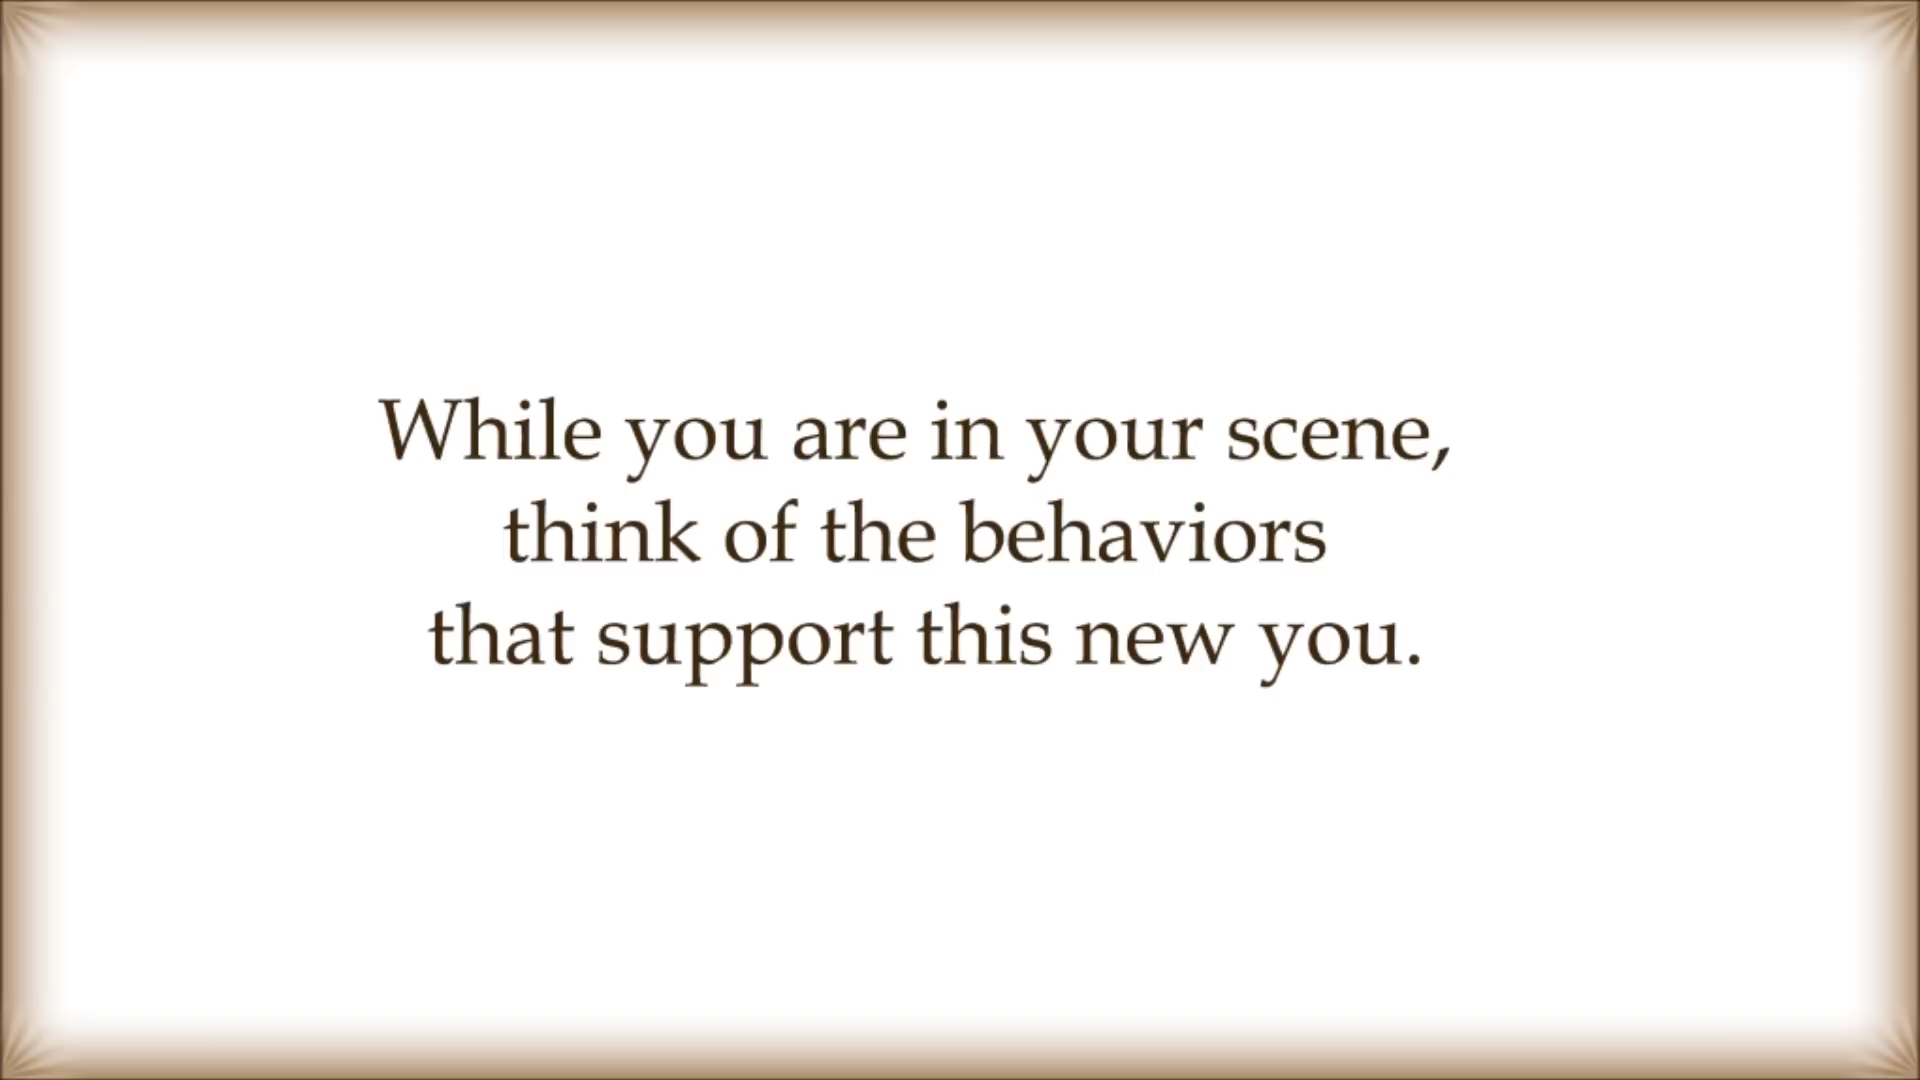 While you are in your scene,
think of the behaviors
that support this new you.